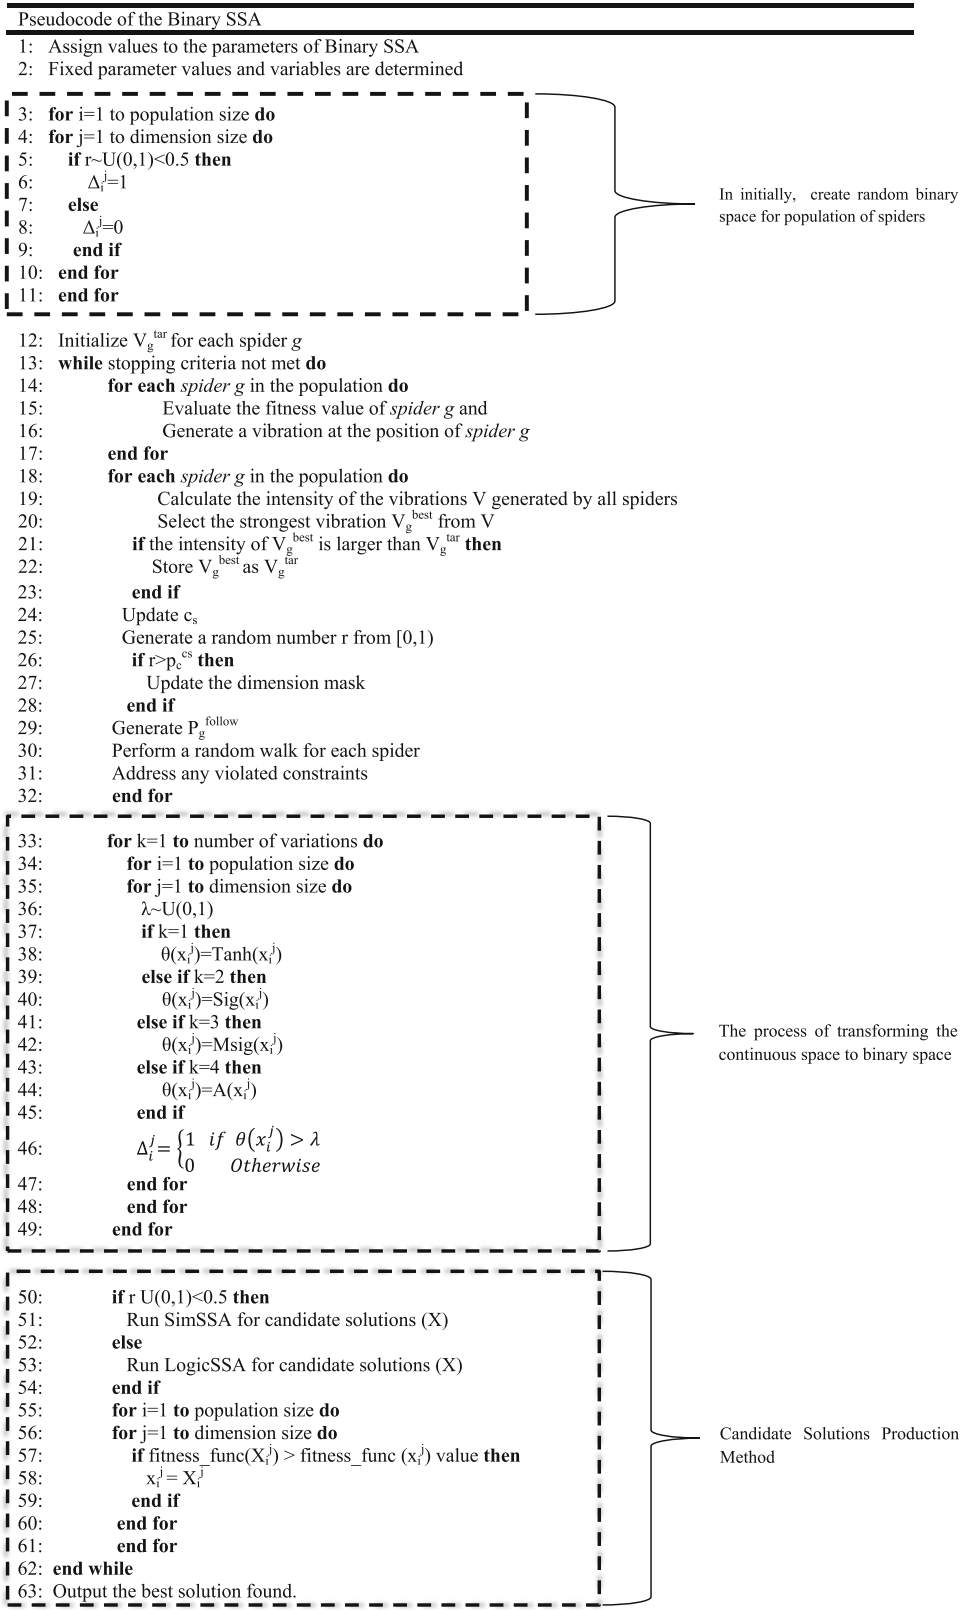 Pseudocode of the Binary SSA
1: Assign values to the parameters of Binary SSA
2: Fixed parameter values and variables are determined
3: for i=1 to population size do
4: for j=1 to dimension size do
5: if r~U(0,1)<0.5 then
6: Δᵢʲ=1
7: else
8: Δᵢʲ=0
9: end if
10: end for
11: end for
In initially, create random binary
space for population of spiders
12: Initialize V_g^tar for each spider g
13: while stopping criteria not met do
14: for each spider g in the population do
15: Evaluate the fitness value of spider g and
16: Generate a vibration at the position of spider g
17: end for
18: for each spider g in the population do
19: Calculate the intensity of the vibrations V generated by all spiders
20: Select the strongest vibration V_g^best from V
21: if the intensity of V_g^best is larger than V_g^tar then
22: Store V_g^best as V_g^tar
23: end if
24: Update c_s
25: Generate a random number r from [0,1)
26: if r>p_c^cs then
27: Update the dimension mask
28: end if
29: Generate P_g^follow
30: Perform a random walk for each spider
31: Address any violated constraints
32: end for
33: for k=1 to number of variations do
34: for i=1 to population size do
35: for j=1 to dimension size do
36: λ~U(0,1)
37: if k=1 then
38: θ(xᵢʲ)=Tanh(xᵢʲ)
39: else if k=2 then
40: θ(xᵢʲ)=Sig(xᵢʲ)
41: else if k=3 then
42: θ(xᵢʲ)=Msig(xᵢʲ)
43: else if k=4 then
44: θ(xᵢʲ)=A(xᵢʲ)
45: end if
46: Δᵢʲ= {1 if θ(xᵢʲ) > λ
0 Otherwise
47: end for
48: end for
49: end for
The process of transforming the
continuous space to binary space
50: if r U(0,1)<0.5 then
51: Run SimSSA for candidate solutions (X)
52: else
53: Run LogicSSA for candidate solutions (X)
54: end if
55: for i=1 to population size do
56: for j=1 to dimension size do
57: if fitness_func(Xᵢʲ) > fitness_func (xᵢʲ) value then
58: xᵢʲ = Xᵢʲ
59: end if
60: end for
61: end for
62: end while
63: Output the best solution found.
Candidate Solutions Production
Method